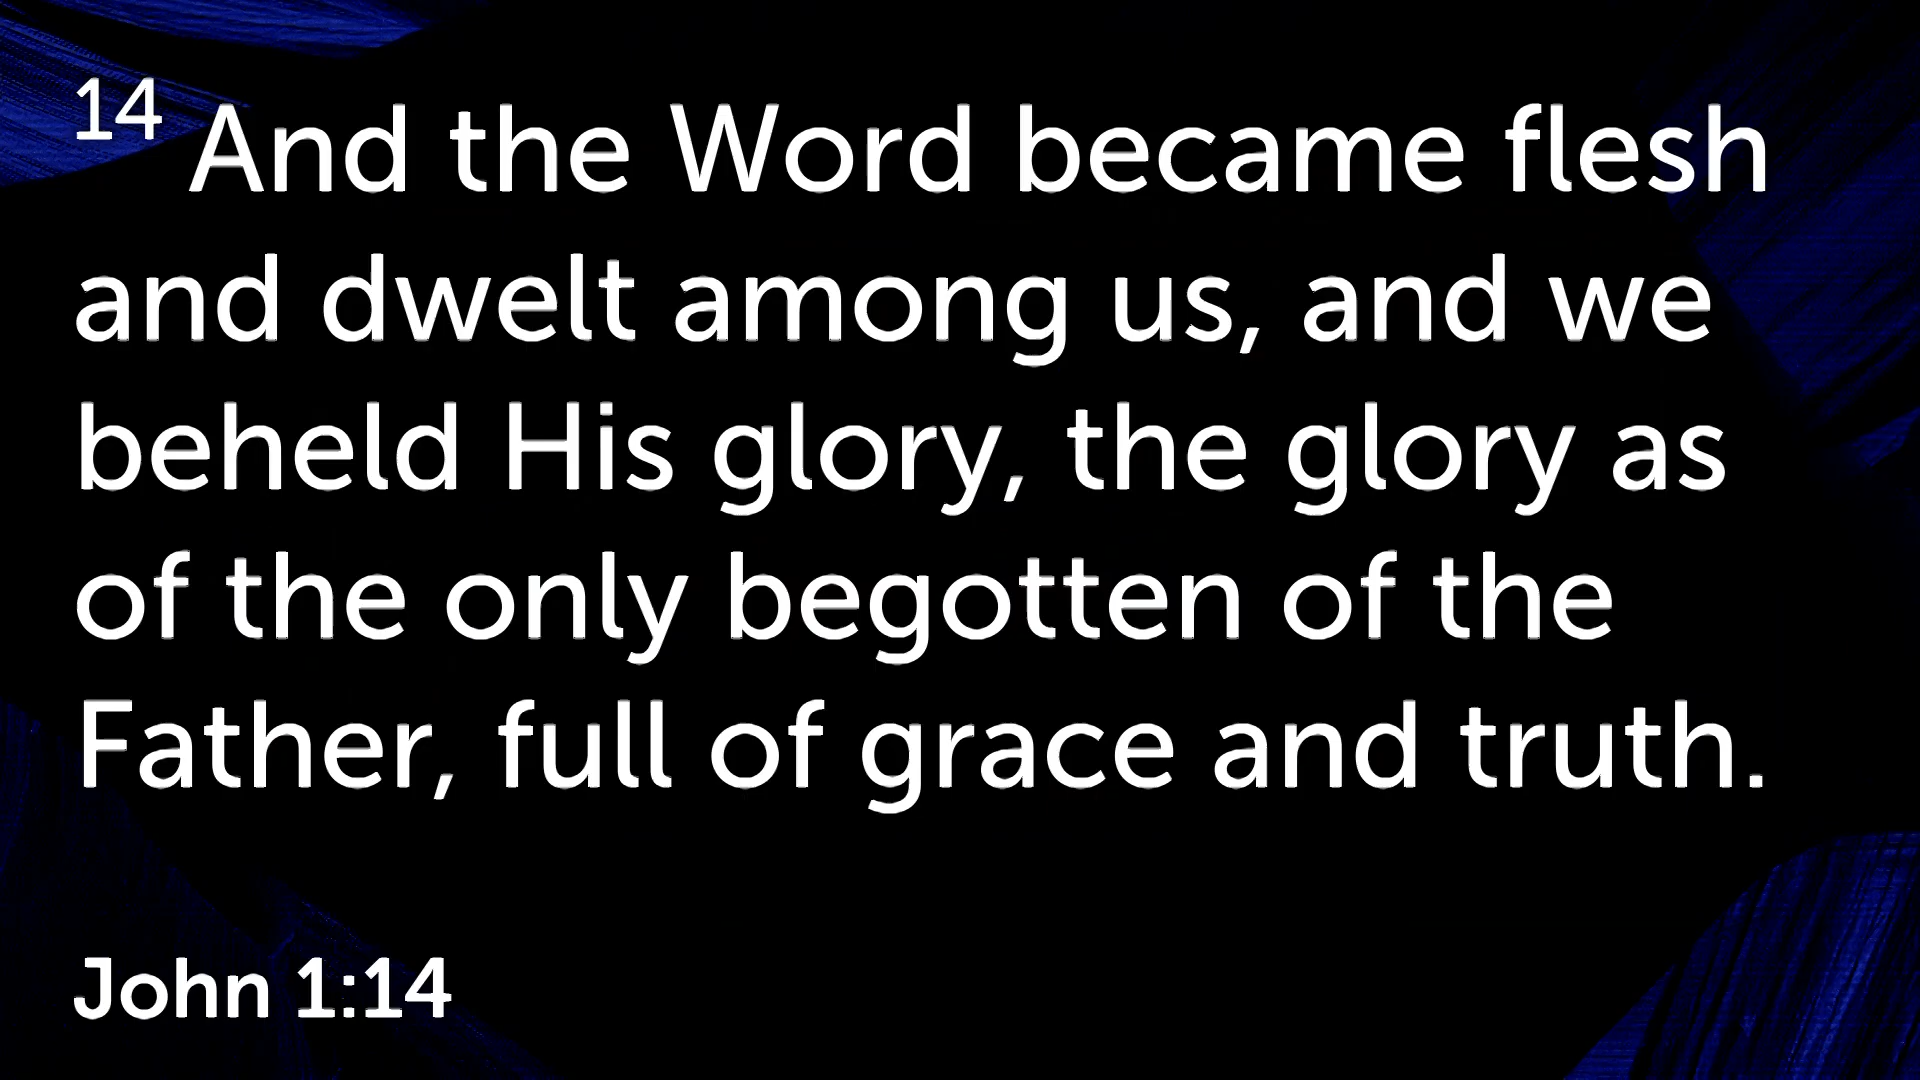 14 And the Word became flesh
and dwelt among us, and we
beheld His glory, the glory as
of the only begotten of the
Father, full of grace and truth.
John 1:14